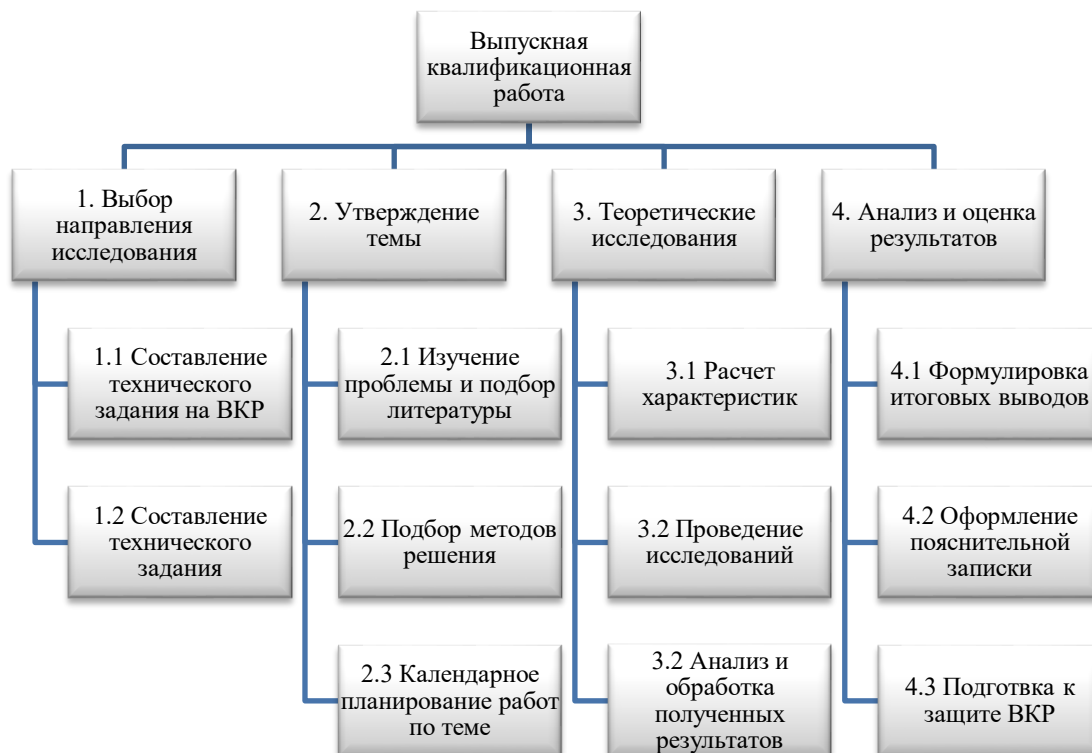 Выпускная
квалификационная
работа
1. Выбор
направления
исследования
1.1 Составление
технического
задания на ВКР
1.2 Составление
технического
задания
2. Утверждение
темы
2.1 Изучение
проблемы и подбор
литературы
2.2 Подбор методов
решения
2.3 Календарное
планирование работ
по теме
3. Теоретические
исследования
3.1 Расчет
характеристик
3.2 Проведение
исследований
3.2 Анализ и
обработка
полученных
результатов
4. Анализ и оценка
результатов
4.1 Формулировка
итоговых выводов
4.2 Оформление
пояснительной
записки
4.3 Подготвка к
защите ВКР